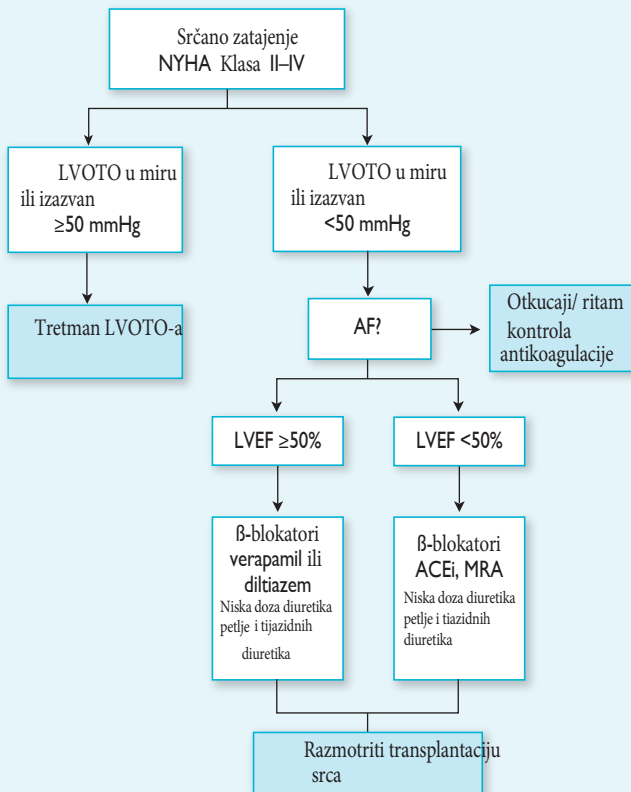 Srčano zatajenje
NYHA Klasa II–IV
LVOTO u miru
ili izazvan
≥50 mmHg
LVOTO u miru
ili izazvan
<50 mmHg
Tretman LVOTO-a
AF?
Otkucaji/ ritam
kontrola
antikoagulacije
LVEF ≥50%
LVEF <50%
ß-blokatori
verapamil ili
diltiazem
Niska doza diuretika
petlje i tijazidnih
diuretika
ß-blokatori
ACEi, MRA
Niska doza diuretika
petlje i tiazidnih
diuretika
Razmotriti transplantaciju
srca